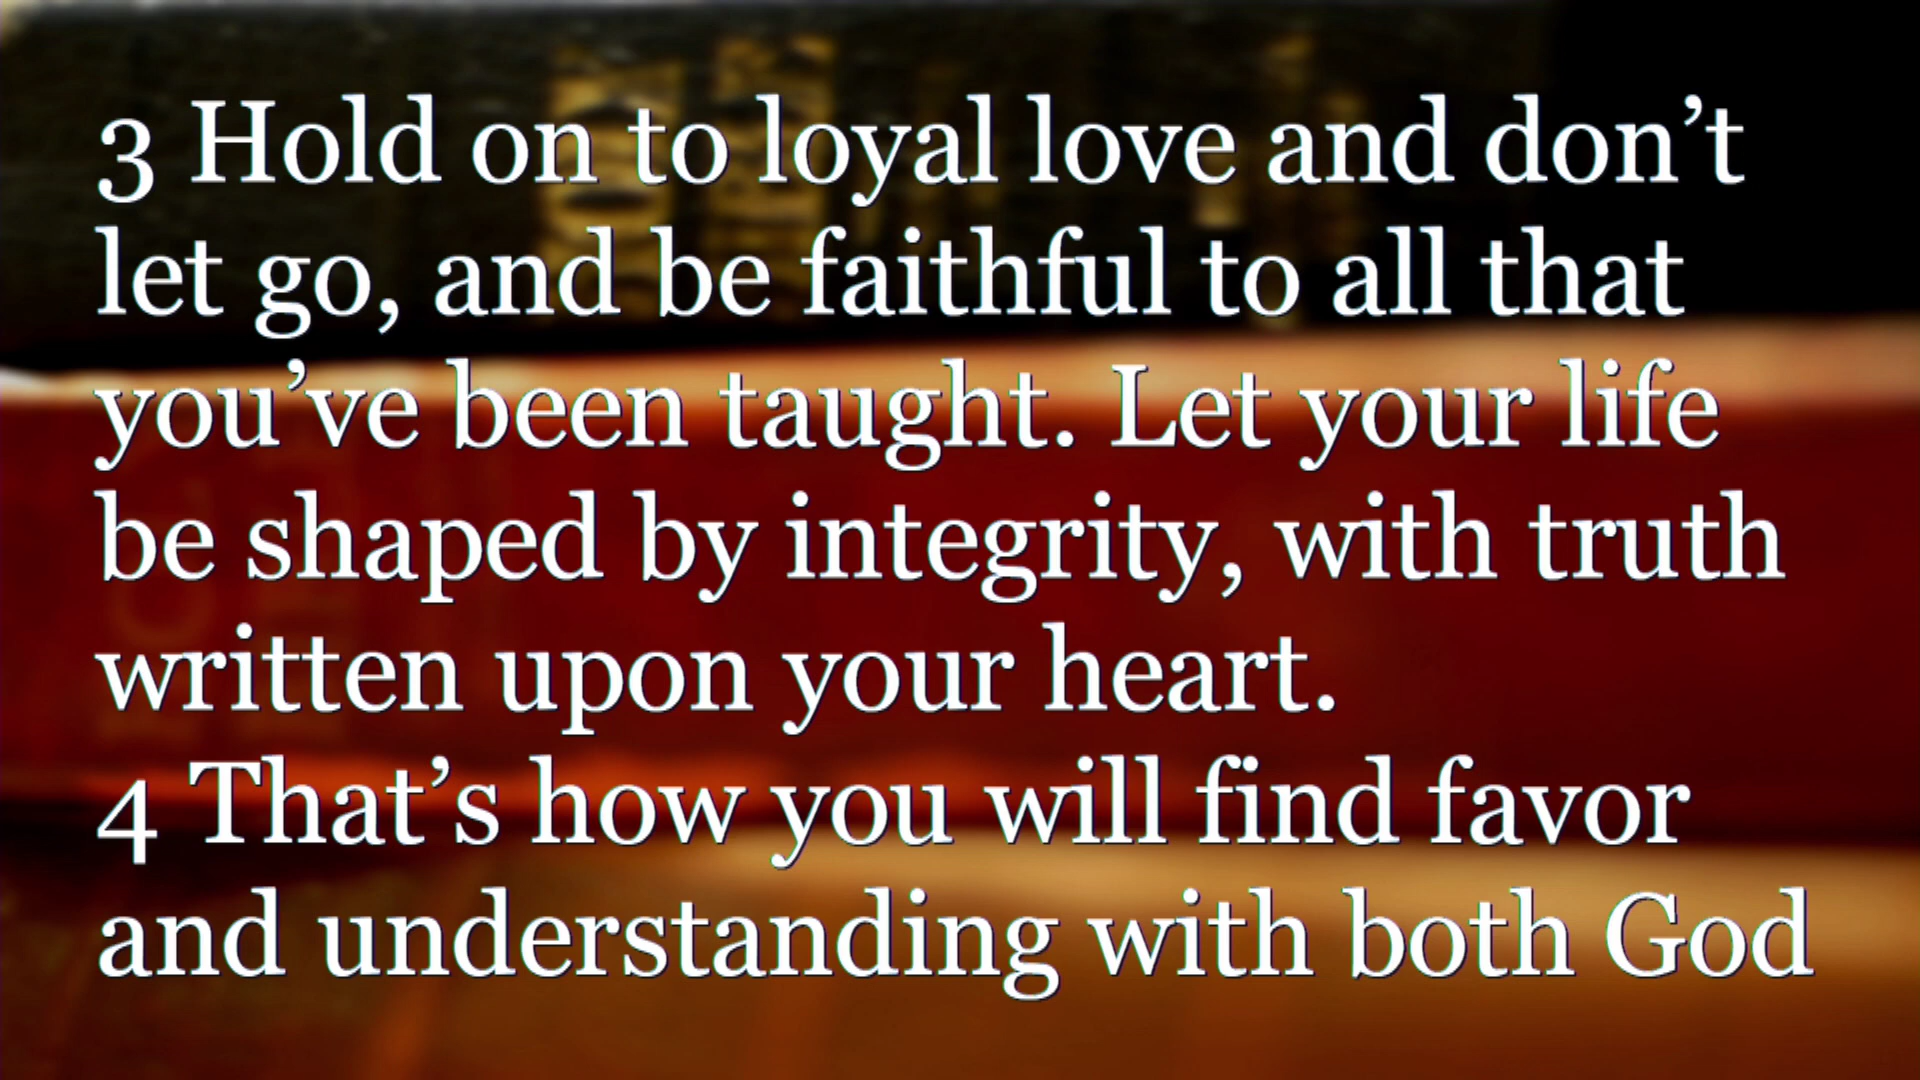 3 Hold on to loyal love and don’t
let go, and be faithful to all that
you’ve been taught. Let your life
be shaped by integrity, with truth
written upon your heart.
4 That’s how you will find favor
and understanding with both God